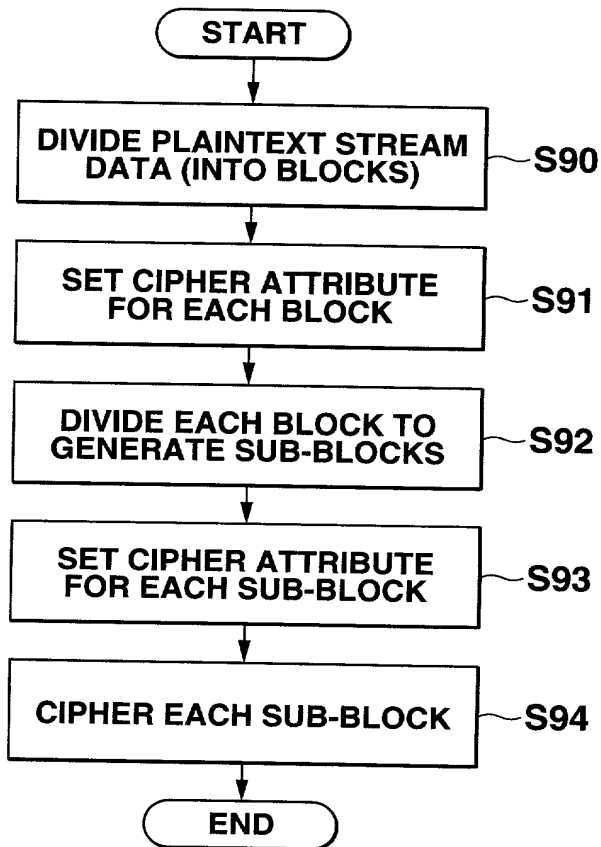 START
DIVIDE PLAINTEXT STREAM
DATA (INTO BLOCKS)
S90
SET CIPHER ATTRIBUTE
FOR EACH BLOCK
S91
DIVIDE EACH BLOCK TO
GENERATE SUB-BLOCKS
S92
SET CIPHER ATTRIBUTE
FOR EACH SUB-BLOCK
S93
CIPHER EACH SUB-BLOCK
S94
END